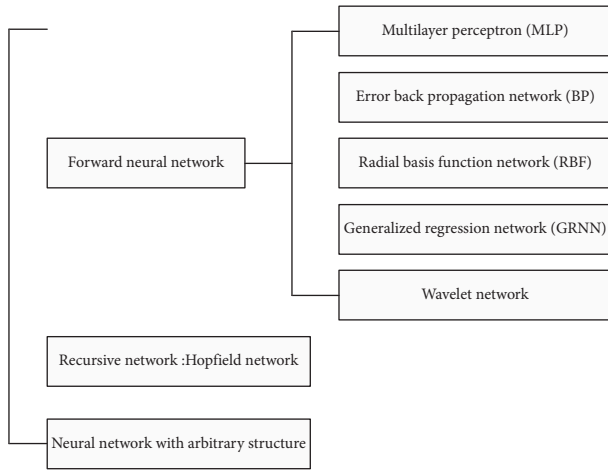 Multilayer perceptron (MLP)
Error back propagation network (BP)
Forward neural network
Radial basis function network (RBF)
Generalized regression network (GRNN)
Wavelet network
Recursive network :Hopfield network
Neural network with arbitrary structure